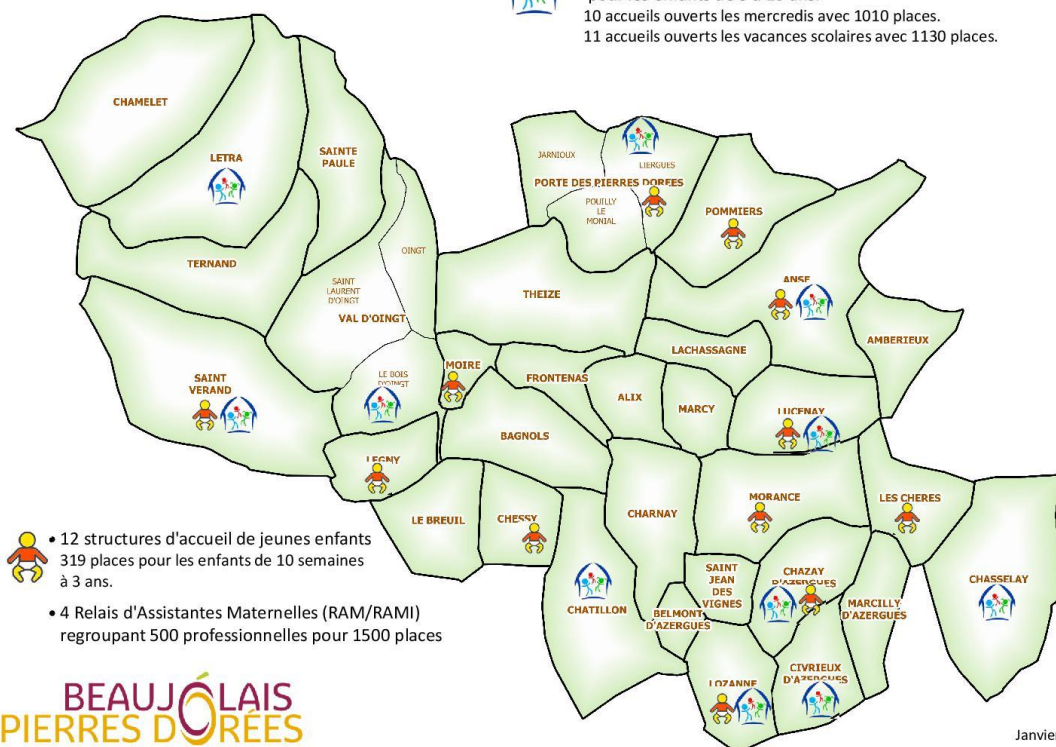 10 accueils ouverts les mercredis avec 1010 places.
11 accueils ouverts les vacances scolaires avec 1130 places.
CHAMELET
LETRA
SAINTE
PAULE
JARNIOUX
LIERGUES
PORTE DES PIERRES DOREES
POUILLY
LE
MONIAL
POMMIERS
TERNAND
OINGT
SAINT
LAURENT
D'OINGT
VAL D'OINGT
THEIZE
ANSE
AMBERIEUX
LACHASSAGNE
SAINT
VERAND
LE BOIS
D'OINGT
MOIRE
FRONTENAS
ALIX
MARCY
LUCENAY
BAGNOLS
LEGNY
LE BREUIL
CHESSY
CHARNAY
MORANCE
LES CHERES
CHATILLON
SAINT
JEAN
DES
VIGNES
CHAZAY
D'AZERGUES
BELMONT
D'AZERGUES
MARCILLY
D'AZERGUES
CHASSELAY
LOZANNE
CIVRIEUX
D'AZERGUES
• 12 structures d'accueil de jeunes enfants
319 places pour les enfants de 10 semaines
à 3 ans.
• 4 Relais d'Assistantes Maternelles (RAM/RAMI)
regroupant 500 professionnelles pour 1500 places
BEAUJOLAIS
PIERRES DORÉES
Janvie